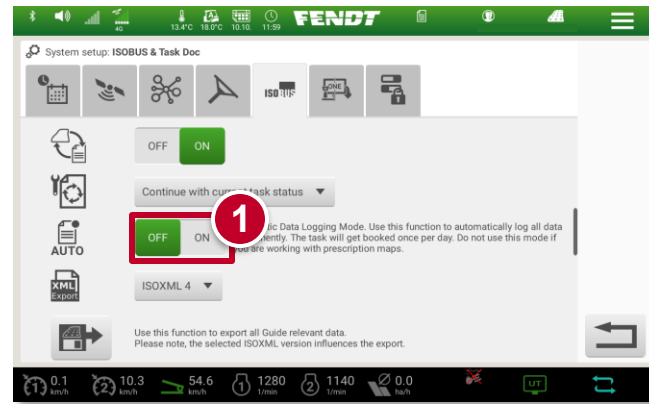 4G
13.4°C
18.0°C
10.10.
11:59
FENDT
System setup: ISOBUS & Task Doc
ISOBUS
ONE
OFF ON
Continue with task status
1
AUTO
OFF ON
Data Logging Mode. Use this function to automatically log all data
The task will get booked once per day. Do not use this mode if
are working with prescription maps.
XML
Export
ISOXML 4
Use this function to export all Guide relevant data.
Please note, the selected ISOXML version influences the export.
1 0.1 km/h
2 10.3 km/h
54.6 km/h
1 1280 1/min
2 1140 1/min
0.0 ha/h
UT